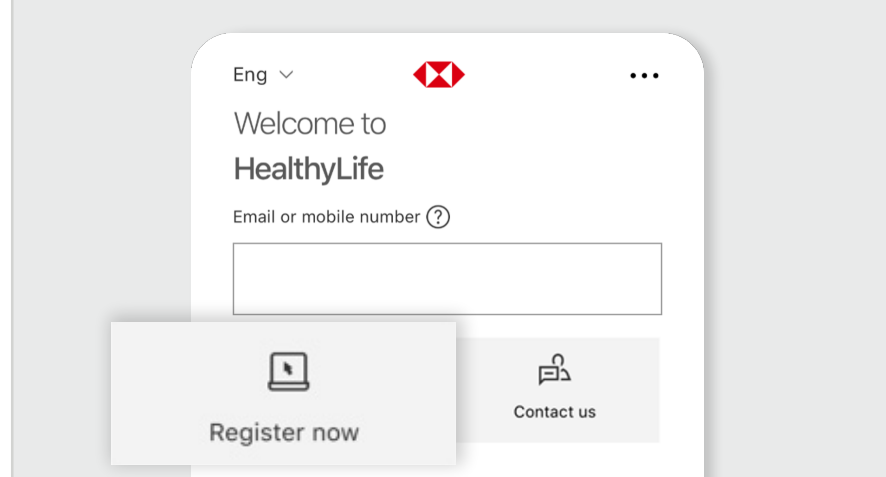 Eng
Welcome to
HealthyLife
Email or mobile number ?
Register now
Contact us